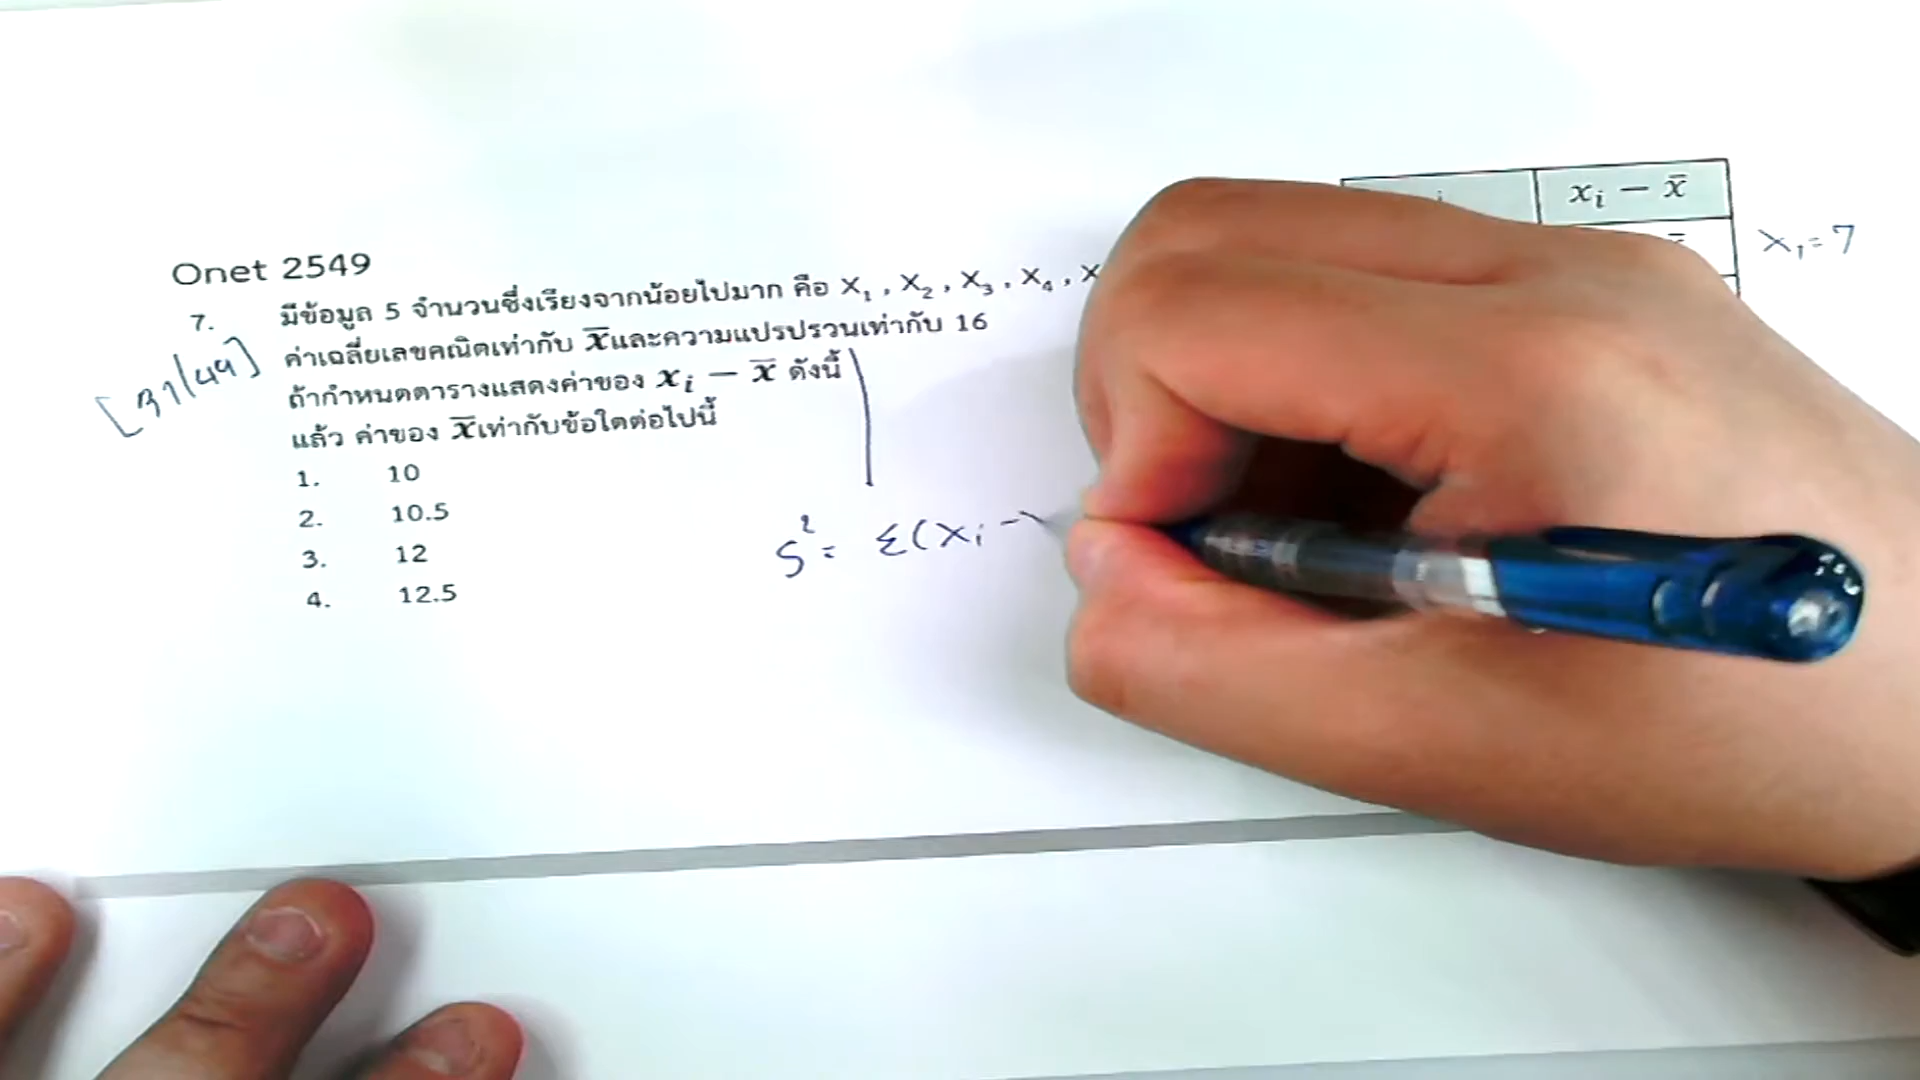 Onet 2549
7. มีข้อมูล 5 จำนวนซึ่งเรียงจากน้อยไปมาก คือ X₁ , X₂ , X₃ , X₄ , X
ค่าเฉลี่ยเลขคณิตเท่ากับ x̄และความแปรปรวนเท่ากับ 16
ถ้ากำหนดตารางแสดงค่าของ xᵢ − x̄ ดังนี้
แล้ว ค่าของ x̄เท่ากับข้อใดต่อไปนี้
1. 10
2. 10.5
3. 12
4. 12.5
xᵢ − x̄
X₁ = 7
S² = Σ(Xᵢ -